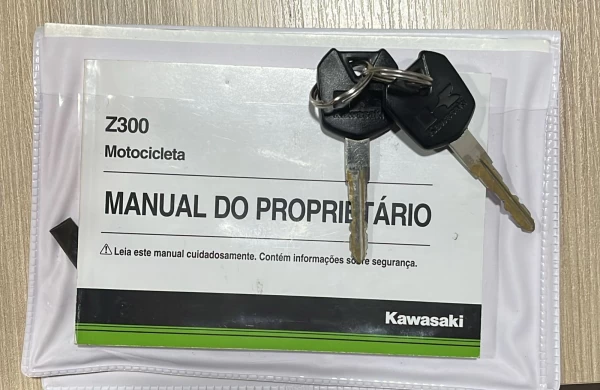 Z300
Motocicleta
MANUAL DO PROPRIETÁRIO
Leia este manual cuidadosamente. Contém informações sobre segurança.
Kawasaki